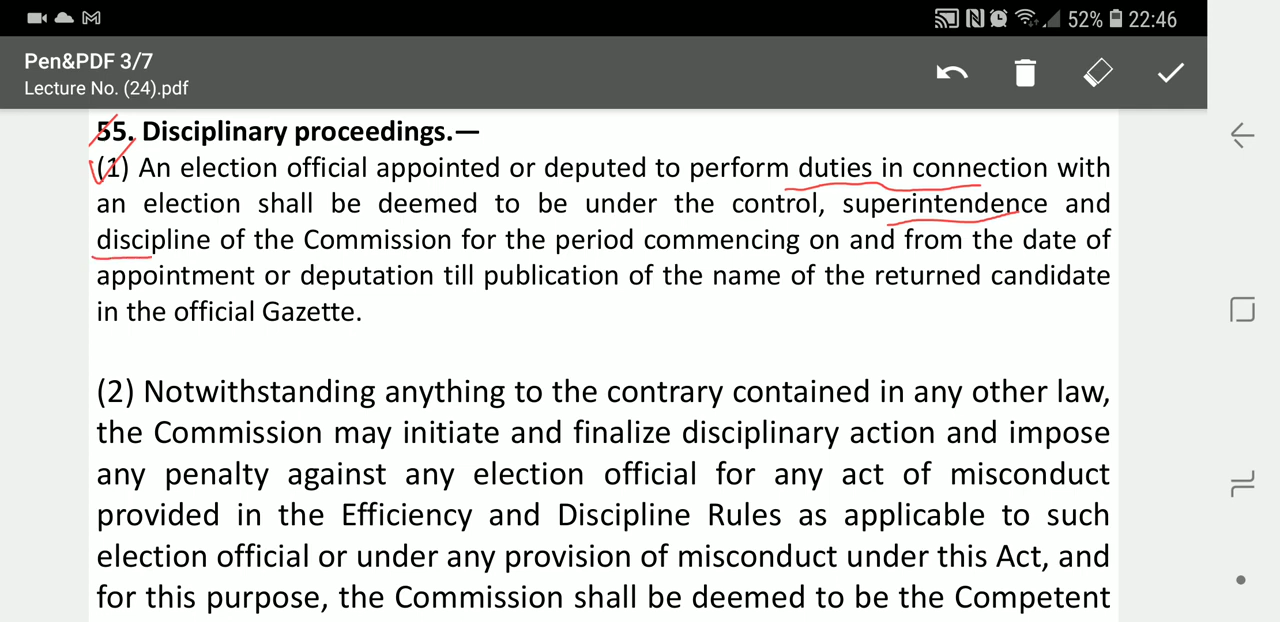 52% 22:46
Pen&PDF 3/7
Lecture No. (24).pdf
55. Disciplinary proceedings.—
(1) An election official appointed or deputed to perform duties in connection with
an election shall be deemed to be under the control, superintendence and
discipline of the Commission for the period commencing on and from the date of
appointment or deputation till publication of the name of the returned candidate
in the official Gazette.
(2) Notwithstanding anything to the contrary contained in any other law,
the Commission may initiate and finalize disciplinary action and impose
any penalty against any election official for any act of misconduct
provided in the Efficiency and Discipline Rules as applicable to such
election official or under any provision of misconduct under this Act, and
for this purpose, the Commission shall be deemed to be the Competent